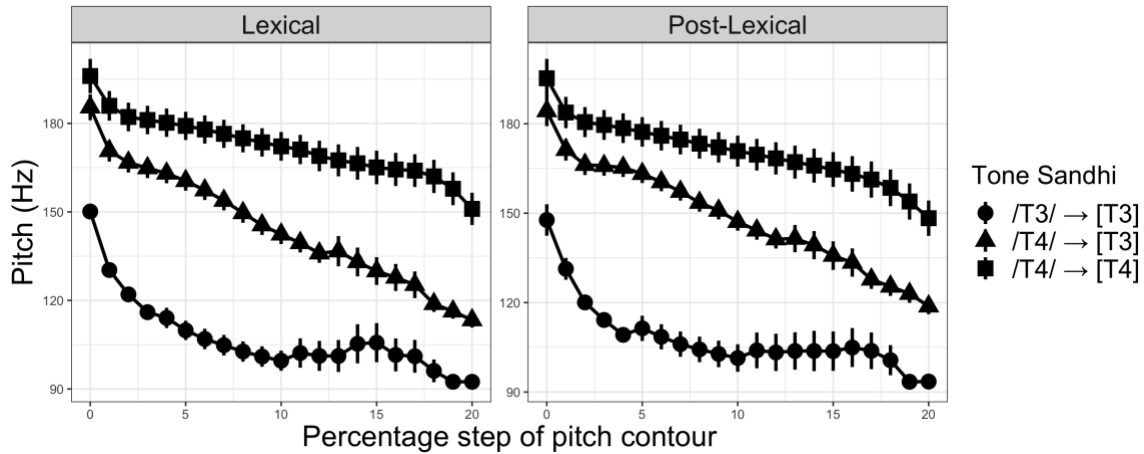 Lexical
Post-Lexical
Pitch (Hz)
180
150
120
90
0 5 10 15 20
180
150
120
90
0 5 10 15 20
Percentage step of pitch contour
Tone Sandhi
/T3/ → [T3]
/T4/ → [T3]
/T4/ → [T4]